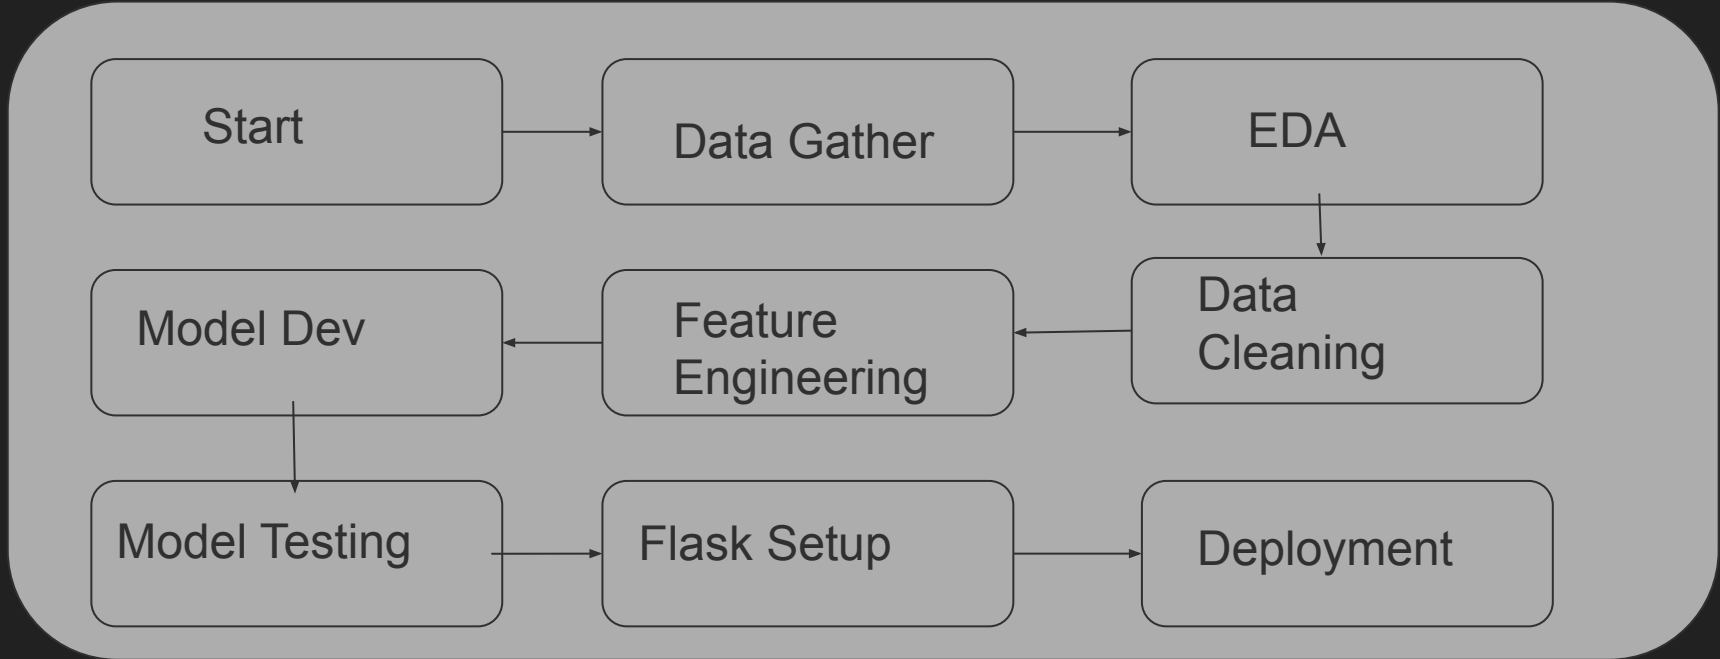 Start
Data Gather
EDA
Data
Cleaning
Feature
Engineering
Model Dev
Model Testing
Flask Setup
Deployment